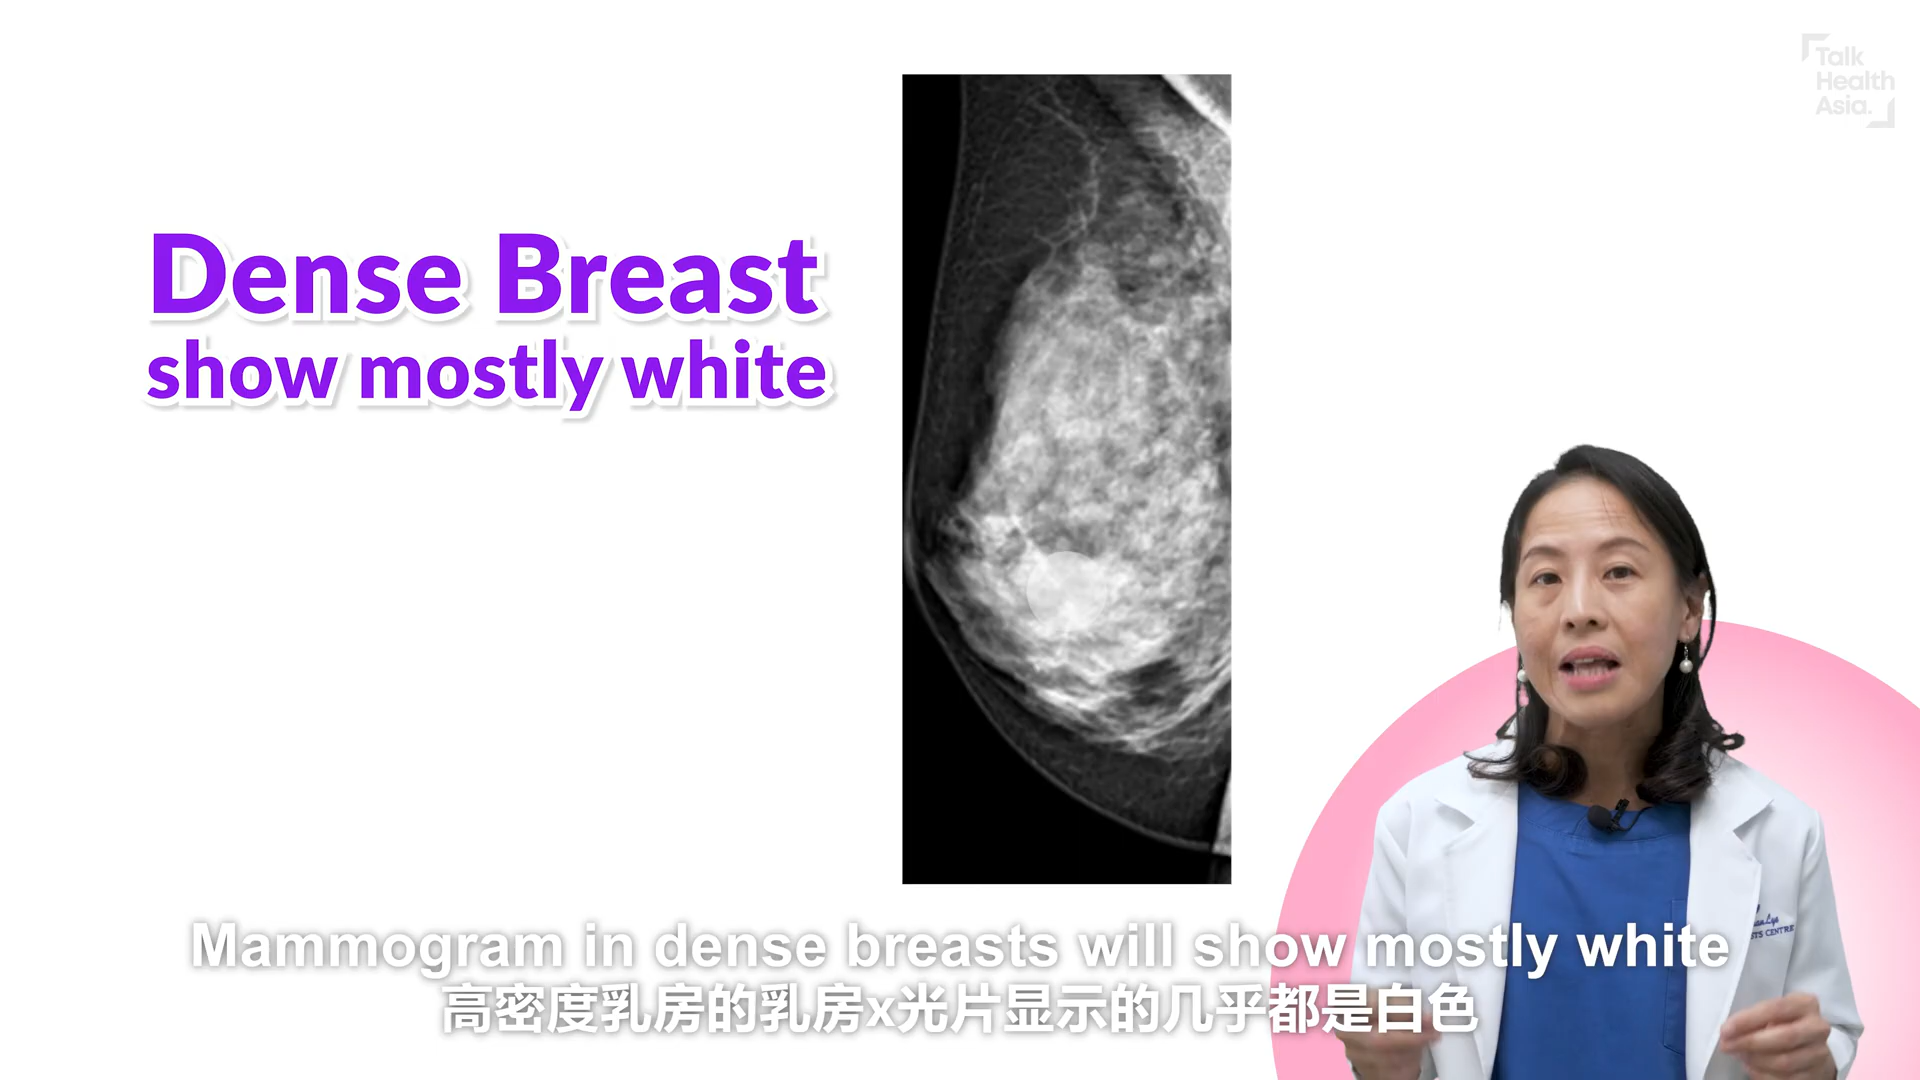 Talk
Health
Asia.
Dense Breast
show mostly white
Mammogram in dense breasts will show mostly white
高密度乳房的乳房x光片显示的几乎都是白色
CENTRE